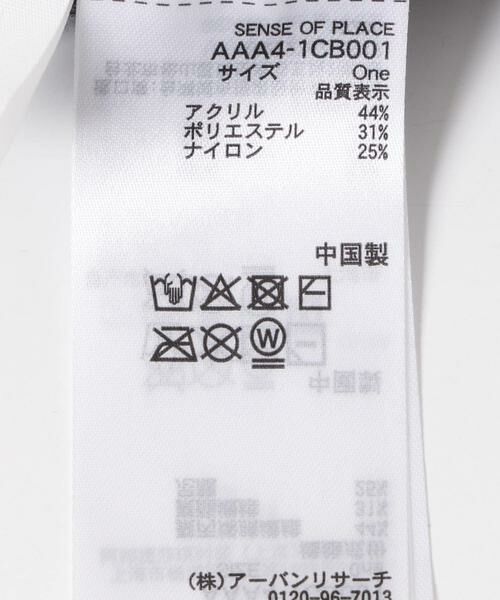 SENSE OF PLACE
AAA4-1CB001
サイズ One
品質表示
アクリル 44%
ポリエステル 31%
ナイロン 25%
中国製
W
(株)アーバンリサーチ
0120-96-7013